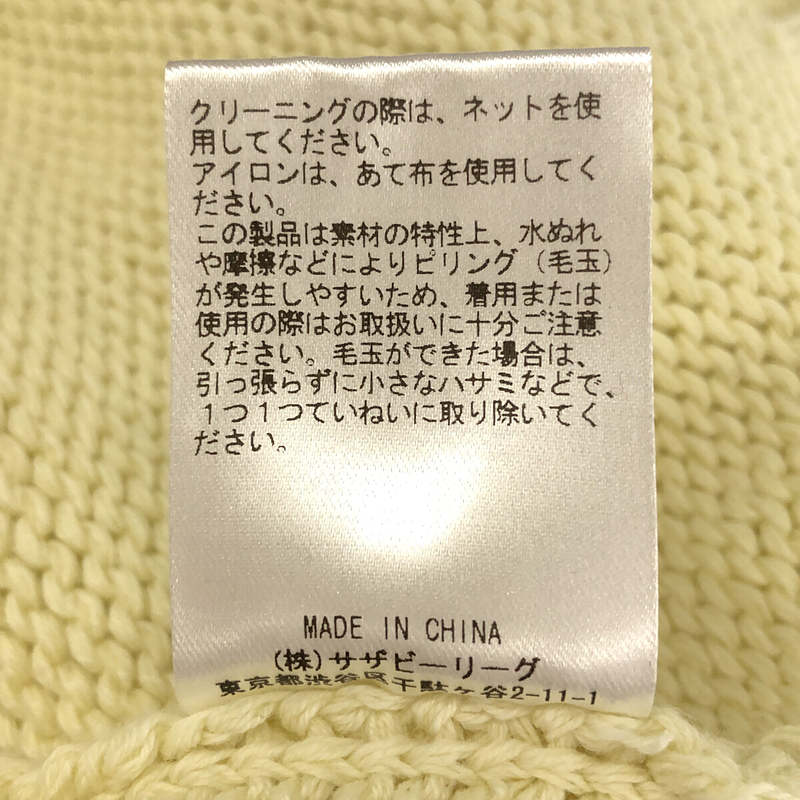 クリーニングの際は、ネットを使
用してください。
アイロンは、あて布を使用してく
ださい。
この製品は素材の特性上、水ぬれ
や摩擦などによりピリング（毛玉）
が発生しやすいため、着用または
使用の際はお取扱いに十分ご注意
ください。毛玉ができた場合は、
引っ張らずに小さなハサミなどで、
１つ１つていねいに取り除いてく
ださい。
MADE IN CHINA
(株)サザビーリーグ
東京都渋谷区千駄ヶ谷2-11-1